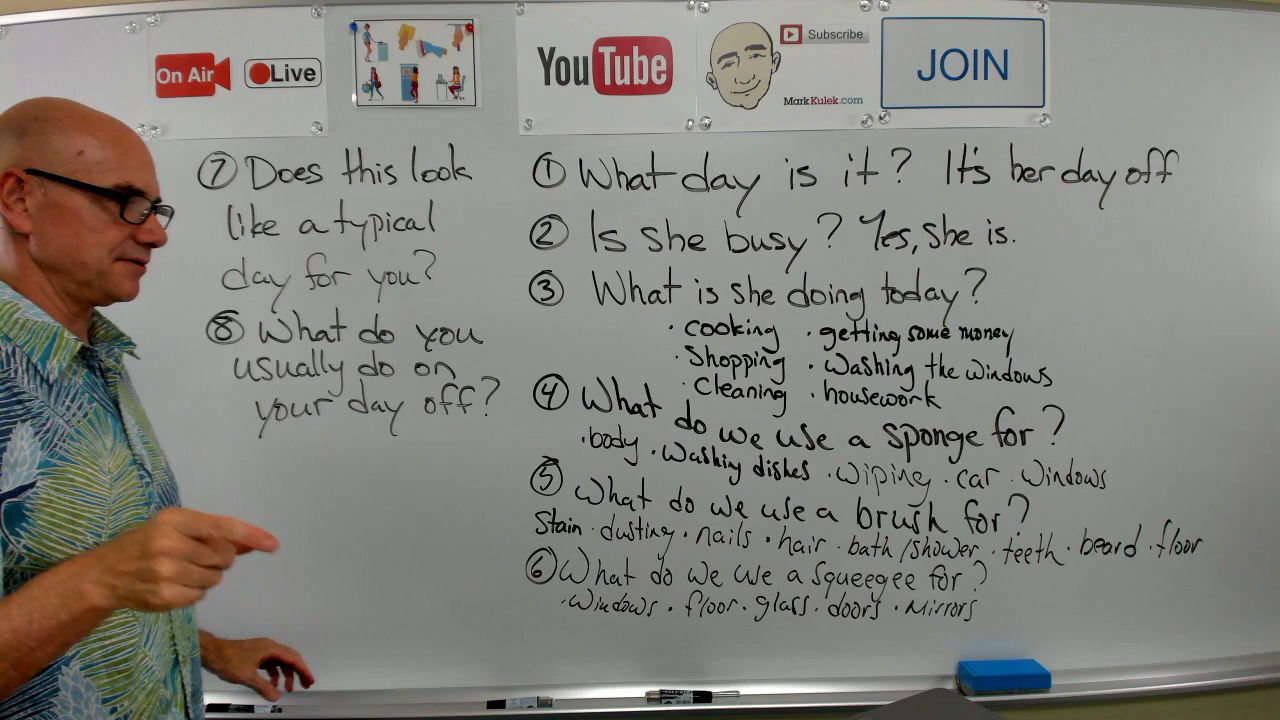 On Air
Live
YouTube
Subscribe
MarkKulek.com
JOIN
① What day is it? It's her day off
② Is she busy? Yes, she is.
③ What is she doing today?
· cooking · getting some money
· Shopping · Washing the windows
· Cleaning · housework
④ What do we use a sponge for?
· body · Washing dishes · wiping · car · windows
⑤ What do we use a brush for?
Stain · dusting · nails · hair · bath/shower · teeth · beard · floor
⑥ What do we use a squeegee for?
· windows · floor · glass · doors · mirrors
⑦ Does this look
like a typical
day for you?
⑧ What do you
usually do on
your day off?